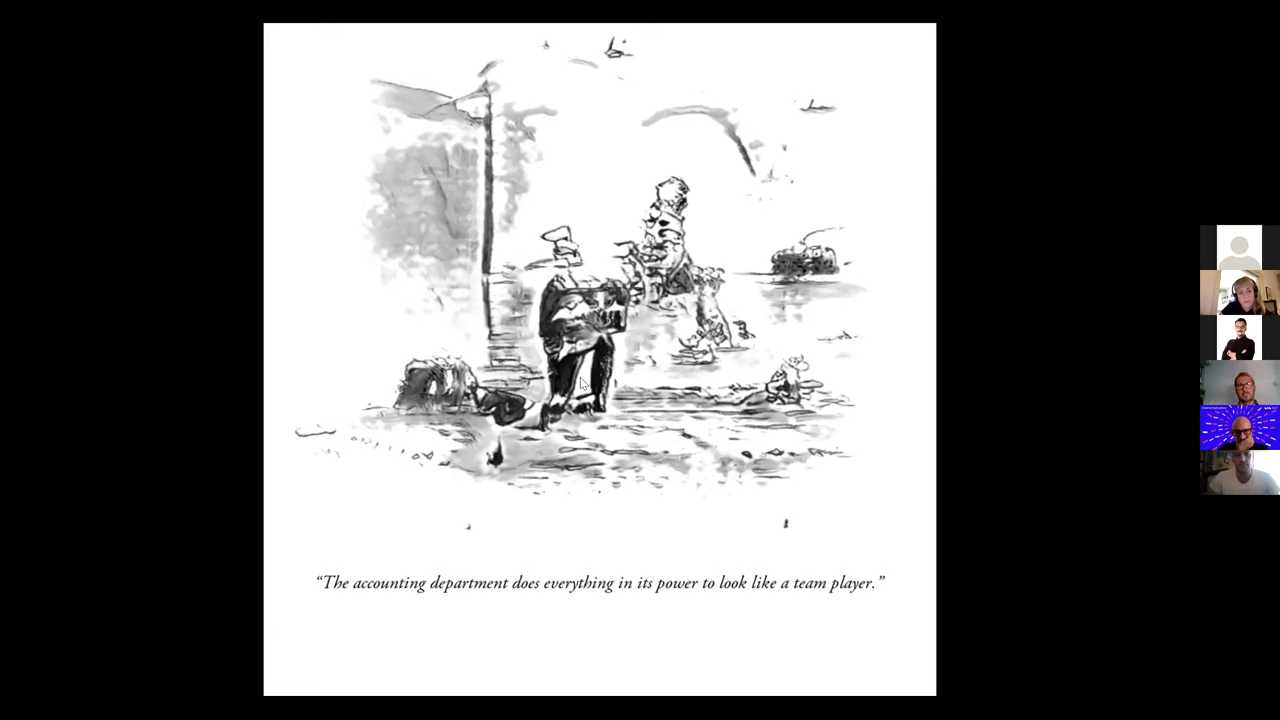 “The accounting department does everything in its power to look like a team player.”